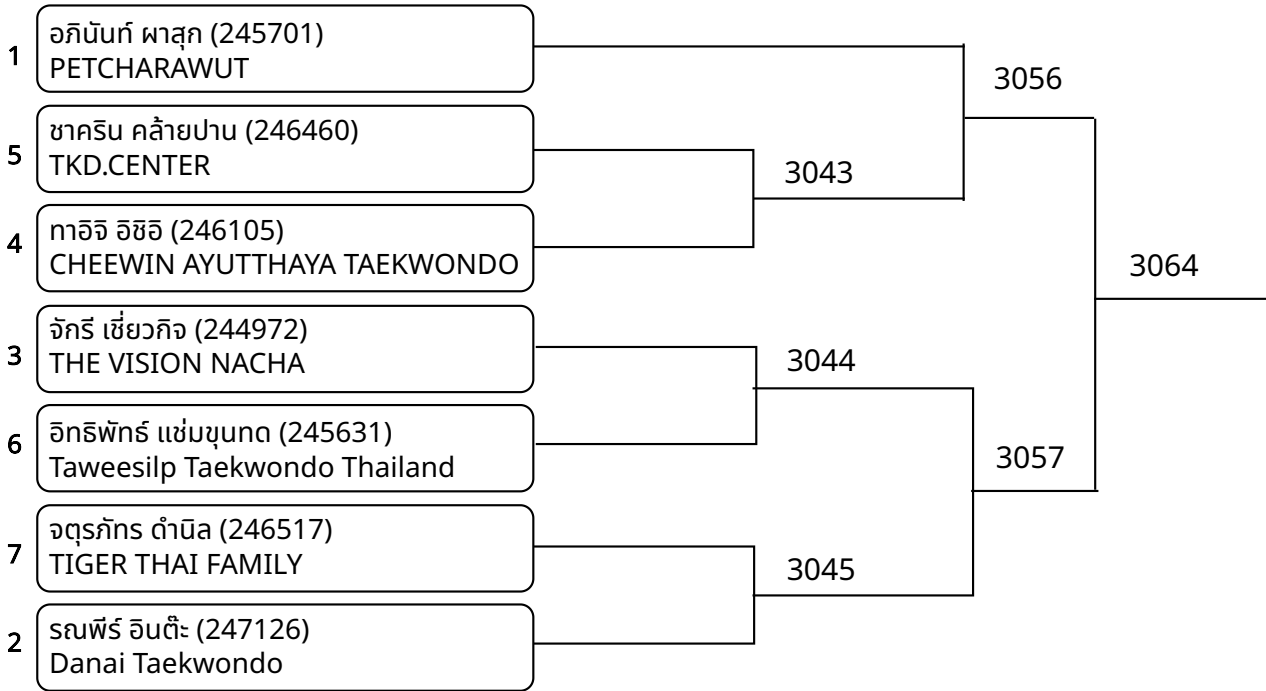 1
อภินันท์ ผาสุก (245701)
PETCHARAWUT
5
ชาคริน คล้ายปาน (246460)
TKD.CENTER
4
ทาอิจิ อิชิอิ (246105)
CHEEWIN AYUTTHAYA TAEKWONDO
3
จักรี เชี่ยวกิจ (244972)
THE VISION NACHA
6
อิทธิพัทธ์ แช่มขุนทด (245631)
Taweesilp Taekwondo Thailand
7
จตุรภัทร ดำนิล (246517)
TIGER THAI FAMILY
2
รณพีร์ อินต๊ะ (247126)
Danai Taekwondo
3043
3044
3045
3056
3057
3064